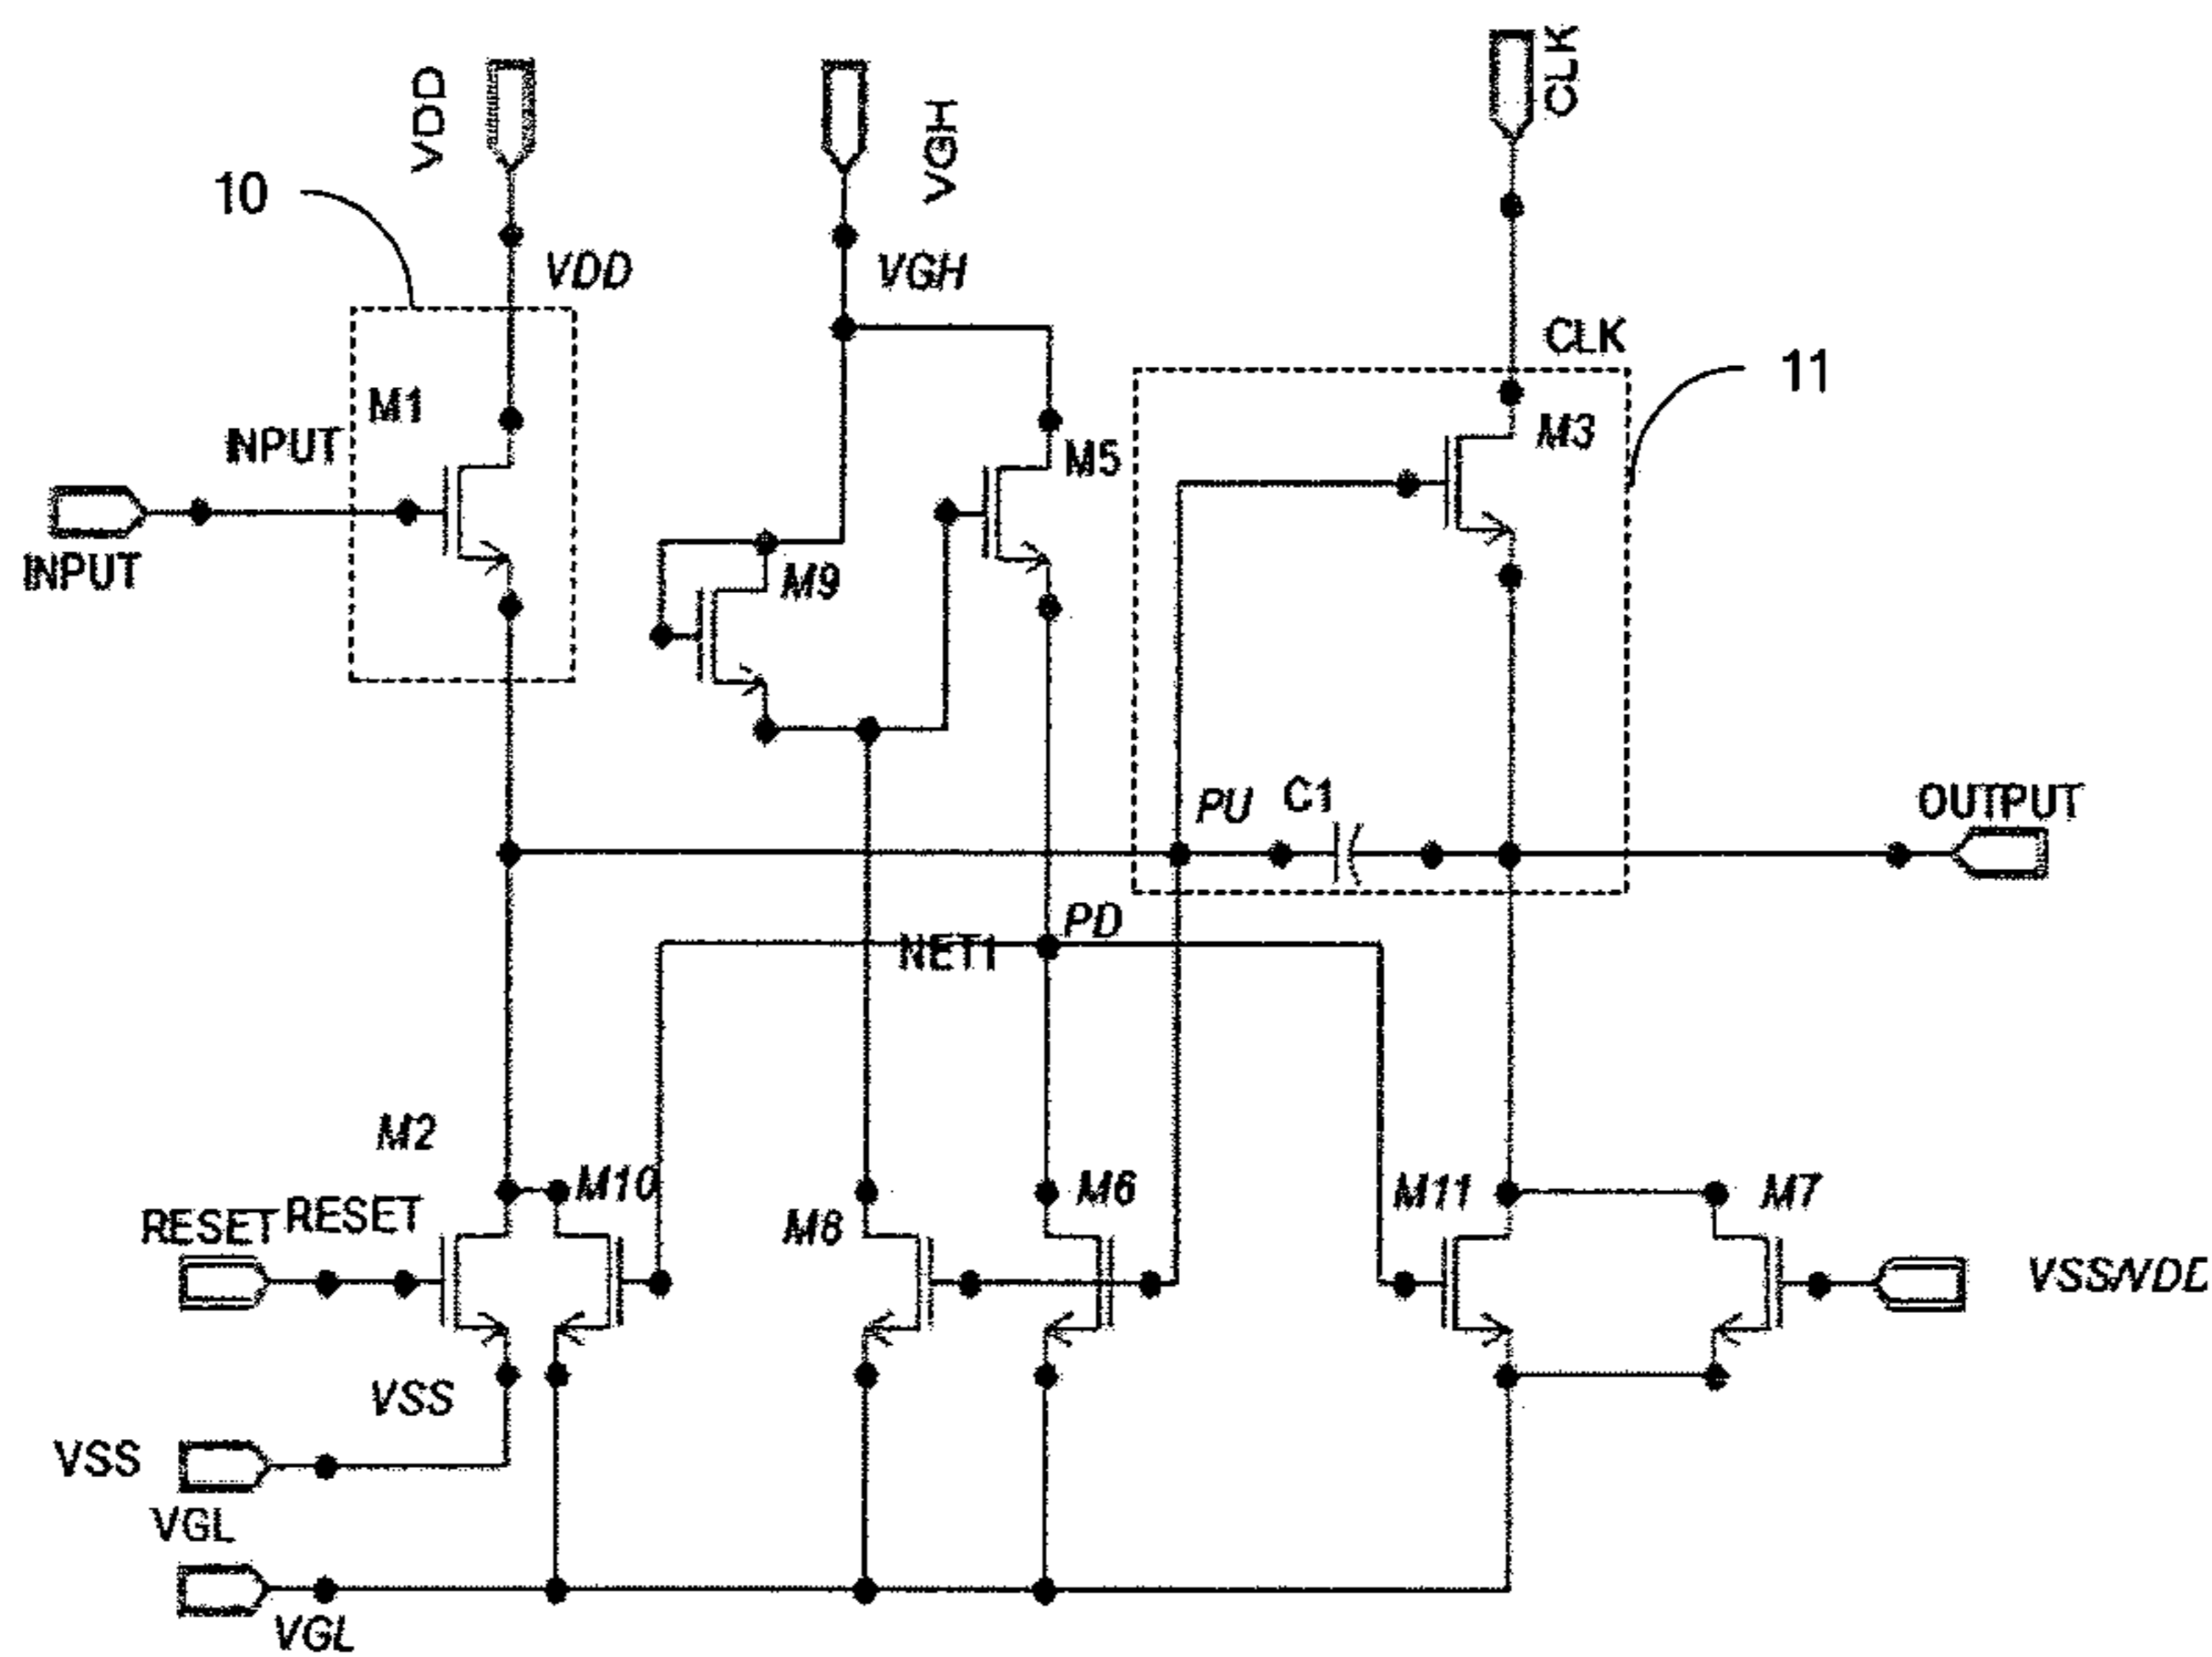 CLK
VDD
VGH
10
VDD
VGH
CLK
11
M1
M3
INPUT
M5
INPUT
M9
PU
C1
OUTPUT
PD
NET1
M2
M10
M6
M11
M7
RESET
RESET
M8
VSS/VDD
VSS
VSS
VGL
VGL